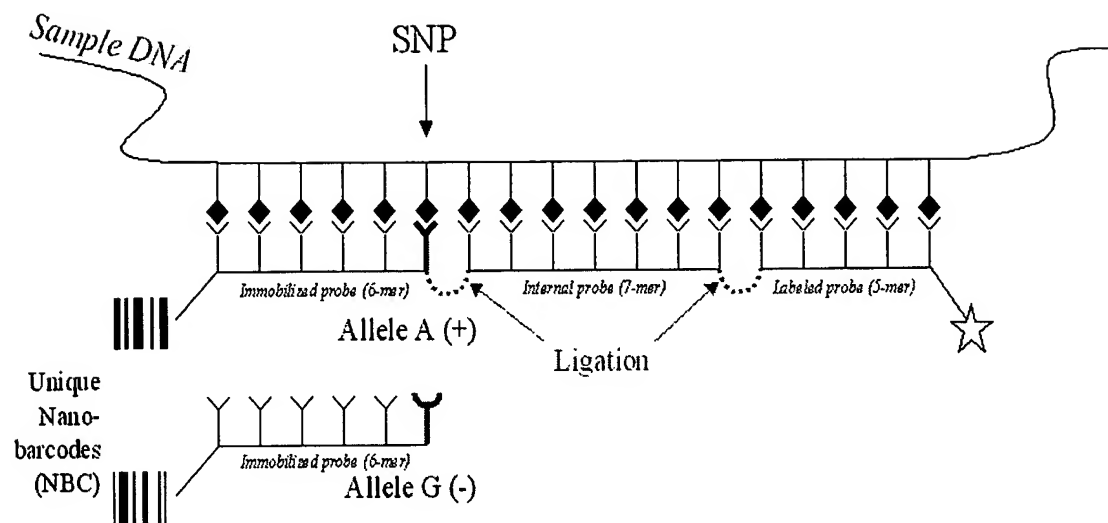 Sample DNA
SNP
Immobilized probe (6-mer)
Internal probe (7-mer)
Labeled probe (5-mer)
Allele A (+)
Ligation
Unique
Nano-
barcodes
(NBC)
Immobilized probe (6-mer)
Allele G (-)